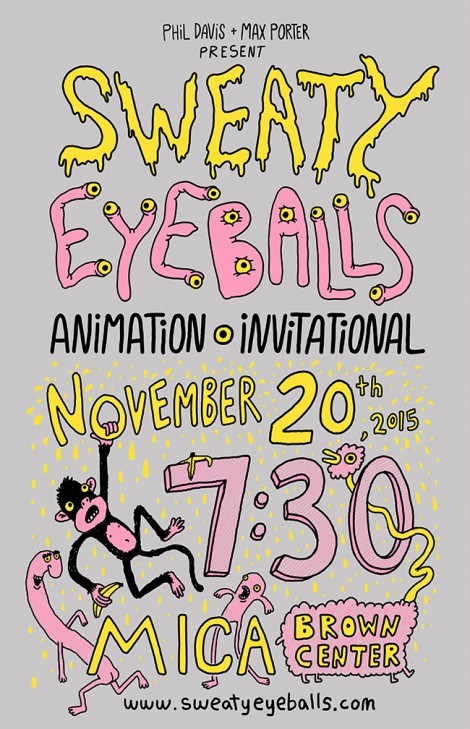 PHIL DAViS + MAX PORTER
PRESENT
SWEATY
EYEBALLS
ANiMATiON iNViTATiONAL
NOVEMBER 20th, 2015
7:30
MICA BROWN
CENTER
www.sweatyeyeballs.com